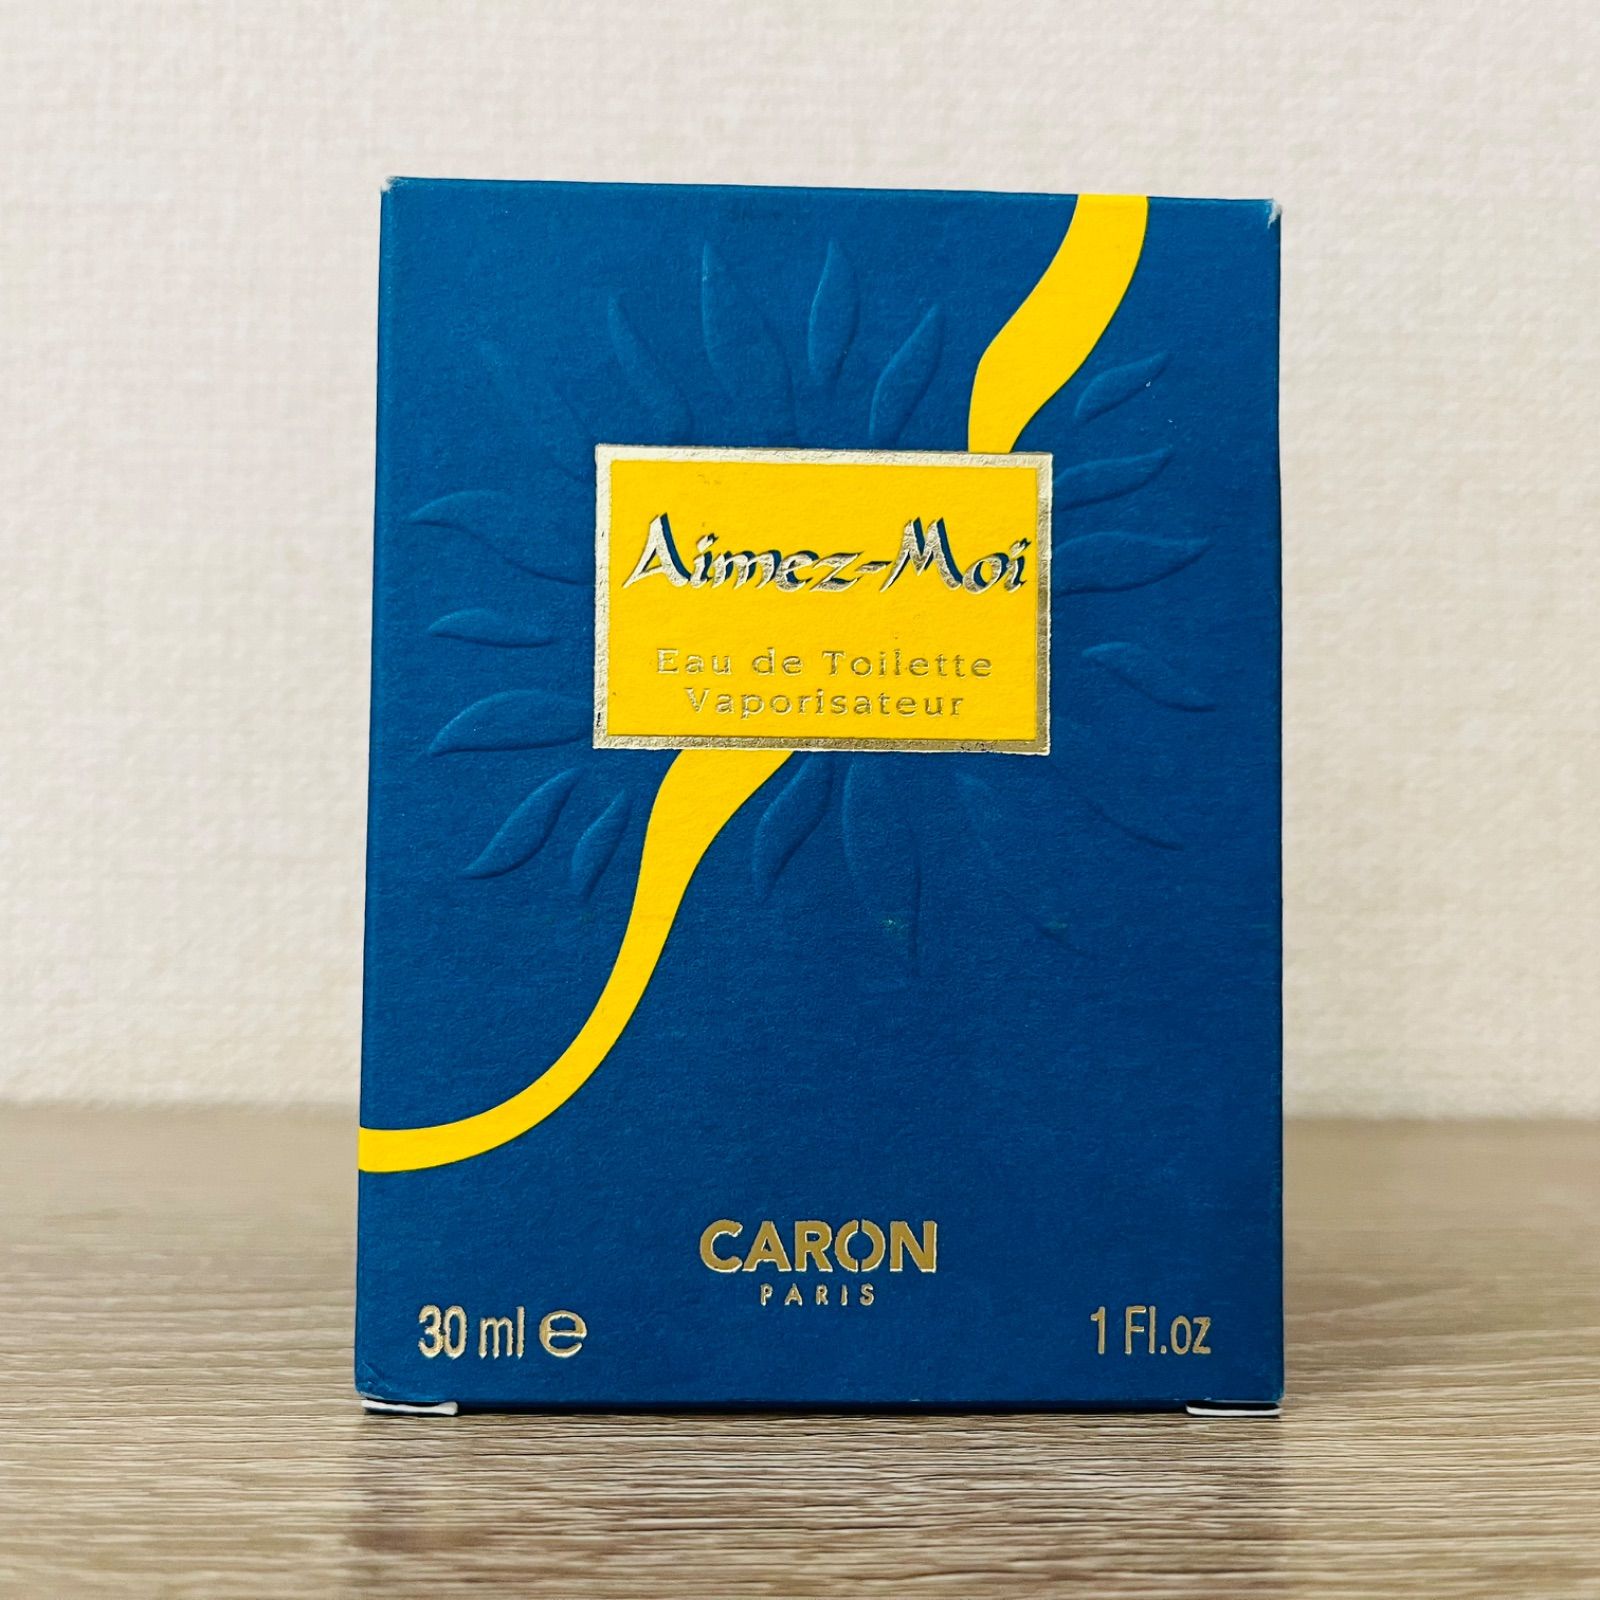 Aimez-Moi
Eau de Toilette
Vaporisateur
CARON
PARIS
30 ml ℮
1 Fl.oz